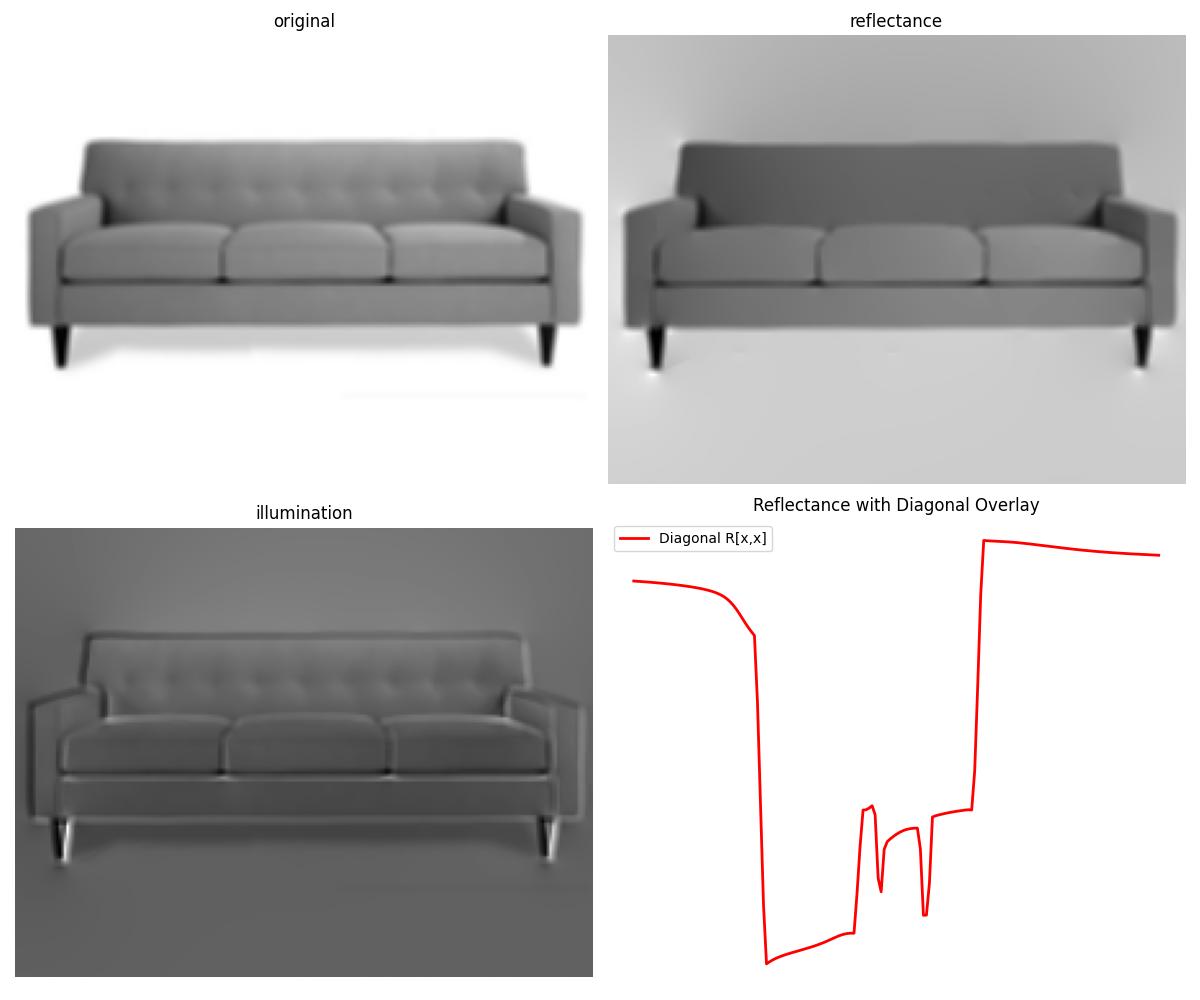 original
reflectance
illumination
Reflectance with Diagonal Overlay
Diagonal R[x,x]